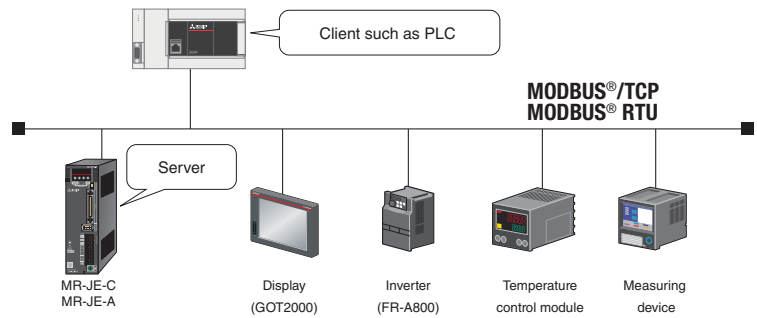 Client such as PLC
MODBUS®/TCP
MODBUS® RTU
Server
MR-JE-C
MR-JE-A
Display
(GOT2000)
Inverter
(FR-A800)
Temperature
control module
Measuring
device